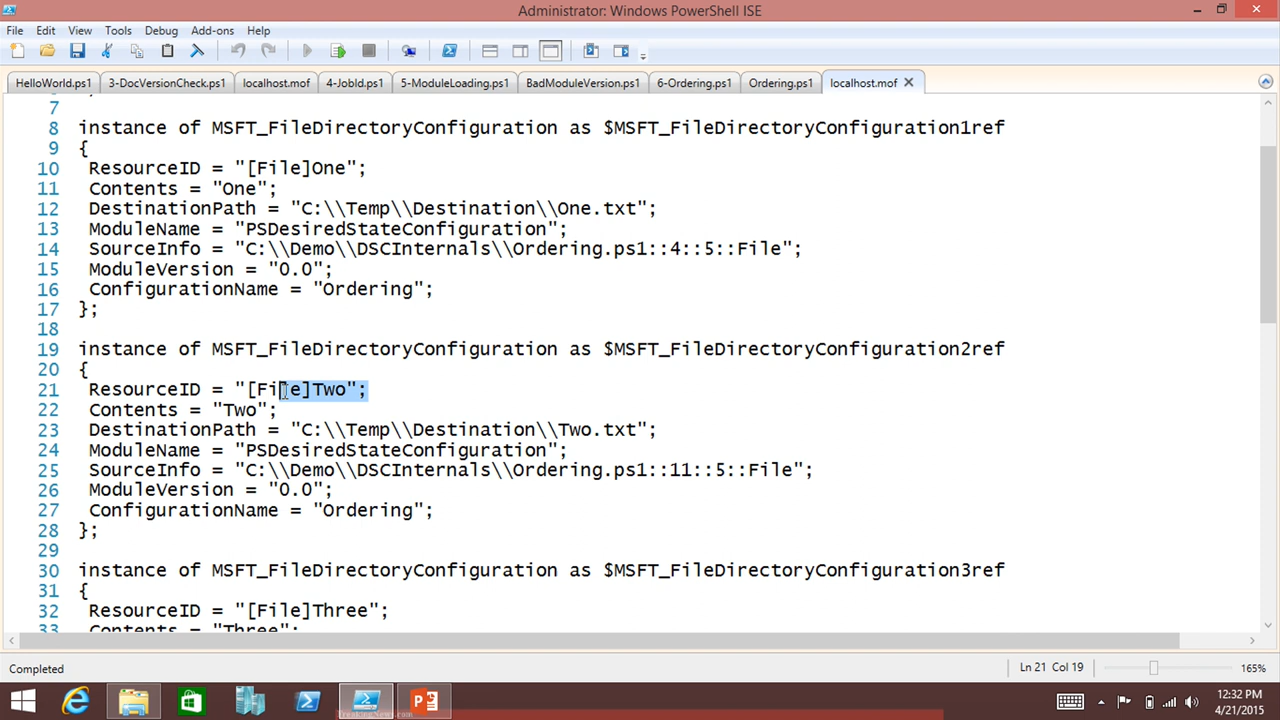 Administrator: Windows PowerShell ISE
File Edit View Tools Debug Add-ons Help
HelloWorld.ps1 3-DocVersionCheck.ps1 localhost.mof 4-JobId.ps1 5-ModuleLoading.ps1 BadModuleVersion.ps1 6-Ordering.ps1 Ordering.ps1 localhost.mof
7
8 instance of MSFT_FileDirectoryConfiguration as $MSFT_FileDirectoryConfiguration1ref
9 {
10 ResourceID = "[File]One";
11 Contents = "One";
12 DestinationPath = "C:\\Temp\\Destination\\One.txt";
13 ModuleName = "PSDesiredStateConfiguration";
14 SourceInfo = "C:\\Demo\\DSCInternals\\Ordering.ps1::4::5::File";
15 ModuleVersion = "0.0";
16 ConfigurationName = "Ordering";
17 };
18
19 instance of MSFT_FileDirectoryConfiguration as $MSFT_FileDirectoryConfiguration2ref
20 {
21 ResourceID = "[File]Two";
22 Contents = "Two";
23 DestinationPath = "C:\\Temp\\Destination\\Two.txt";
24 ModuleName = "PSDesiredStateConfiguration";
25 SourceInfo = "C:\\Demo\\DSCInternals\\Ordering.ps1::11::5::File";
26 ModuleVersion = "0.0";
27 ConfigurationName = "Ordering";
28 };
29
30 instance of MSFT_FileDirectoryConfiguration as $MSFT_FileDirectoryConfiguration3ref
31 {
32 ResourceID = "[File]Three";
33 Contents = "Three";
Completed Ln 21 Col 19 165%
12:32 PM
4/21/2015